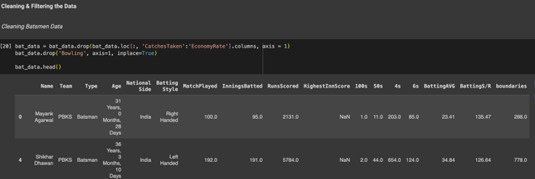 Cleaning & Filtering the Data
Cleaning Batsmen Data
[20] bat_data = bat_data.drop(bat_data.loc[:, 'CatchesTaken':'EconomyRate'].columns, axis = 1)
bat_data.drop('Bowling', axis=1, inplace=True)
bat_data.head()
Name Team Type Age National Side Batting Style MatchPlayed InningsBatted RunsScored HighestInnScore 100s 50s 4s 6s BattingAVG BattingS/R boundaries
0 Mayank Agarwal PBKS Batsman 31 Years, 0 Months, 28 Days India Right Handed 100.0 95.0 2131.0 NaN 1.0 11.0 203.0 85.0 23.41 135.47 288.0
4 Shikhar Dhawan PBKS Batsman 36 Years, 3 Months, 10 Days India Left Handed 192.0 191.0 5784.0 NaN 2.0 44.0 654.0 124.0 34.84 126.64 778.0